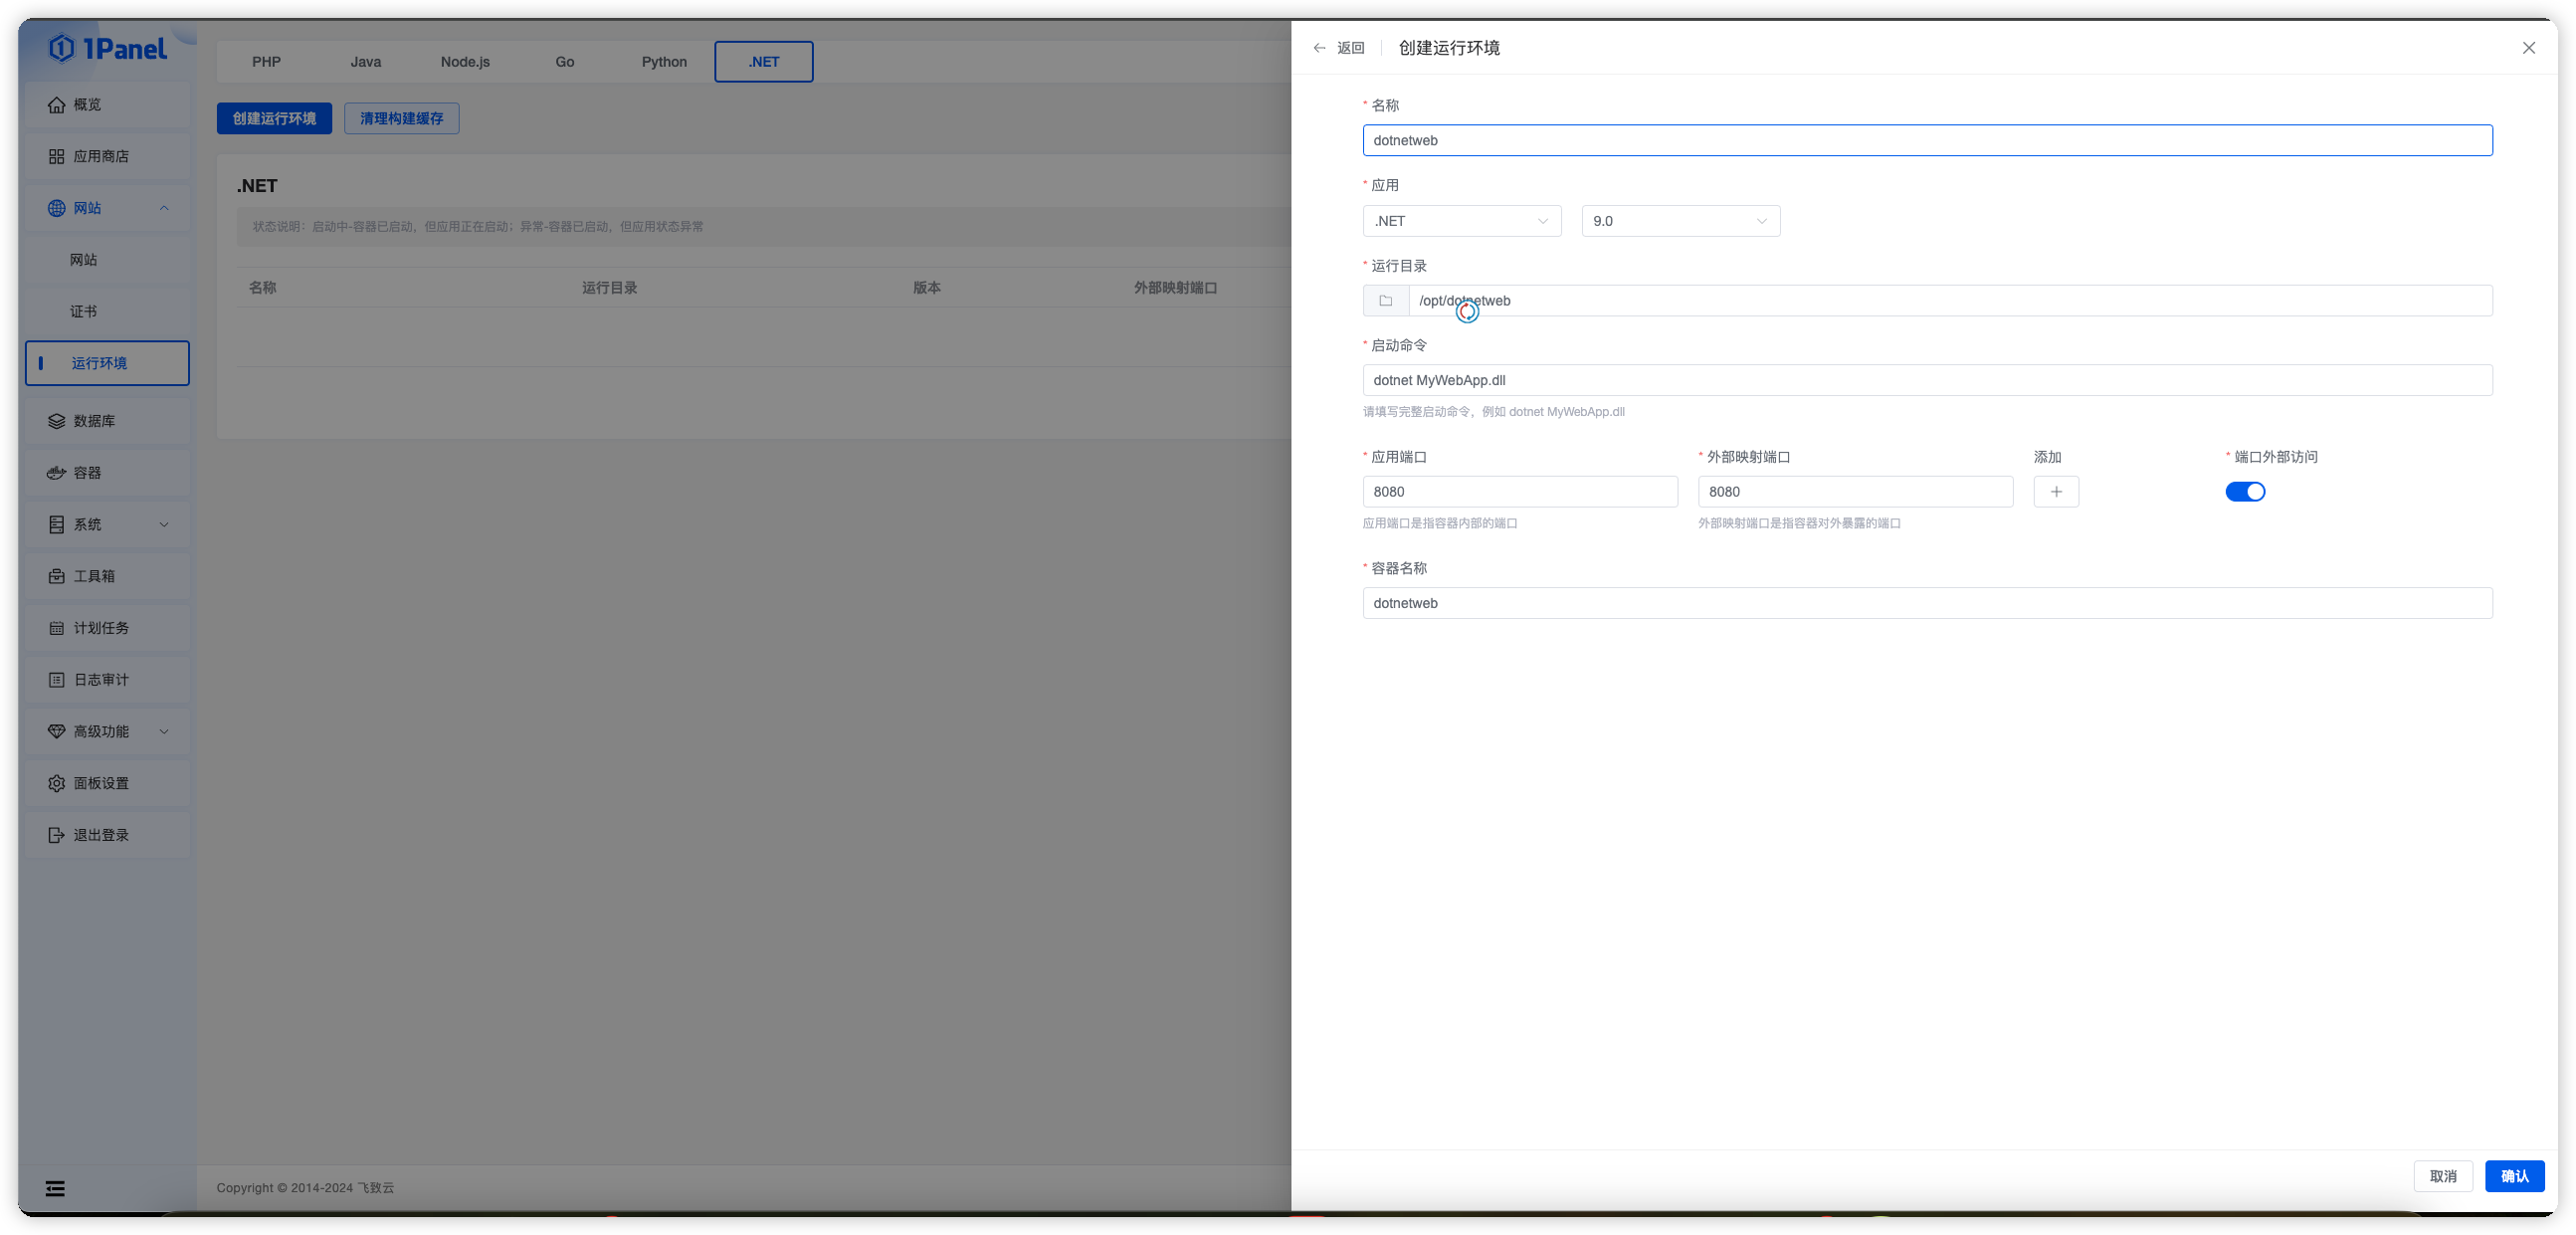 1Panel
概览
应用商店
网站
网站
证书
运行环境
数据库
容器
系统
工具箱
计划任务
日志审计
高级功能
面板设置
退出登录
PHP Java Node.js Go Python .NET
创建运行环境 清理构建缓存
.NET
状态说明：启动中-容器已启动，但应用正在启动；异常-容器已启动，但应用状态异常
名称 运行目录 版本 外部映射端口
Copyright © 2014-2024 飞致云
返回 创建运行环境
* 名称
dotnetweb
* 应用
.NET 9.0
* 运行目录
/opt/dotnetweb
* 启动命令
dotnet MyWebApp.dll
请填写完整启动命令，例如 dotnet MyWebApp.dll
* 应用端口 * 外部映射端口 添加 * 端口外部访问
8080 8080
应用端口是指容器内部的端口 外部映射端口是指容器对外暴露的端口
* 容器名称
dotnetweb
取消 确认